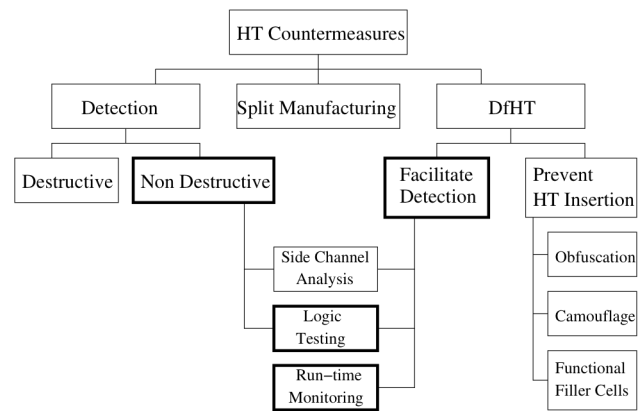 HT Countermeasures
Detection
Split Manufacturing
DfHT
Destructive
Non Destructive
Facilitate
Detection
Prevent
HT Insertion
Side Channel
Analysis
Logic
Testing
Run−time
Monitoring
Obfuscation
Camouflage
Functional
Filler Cells